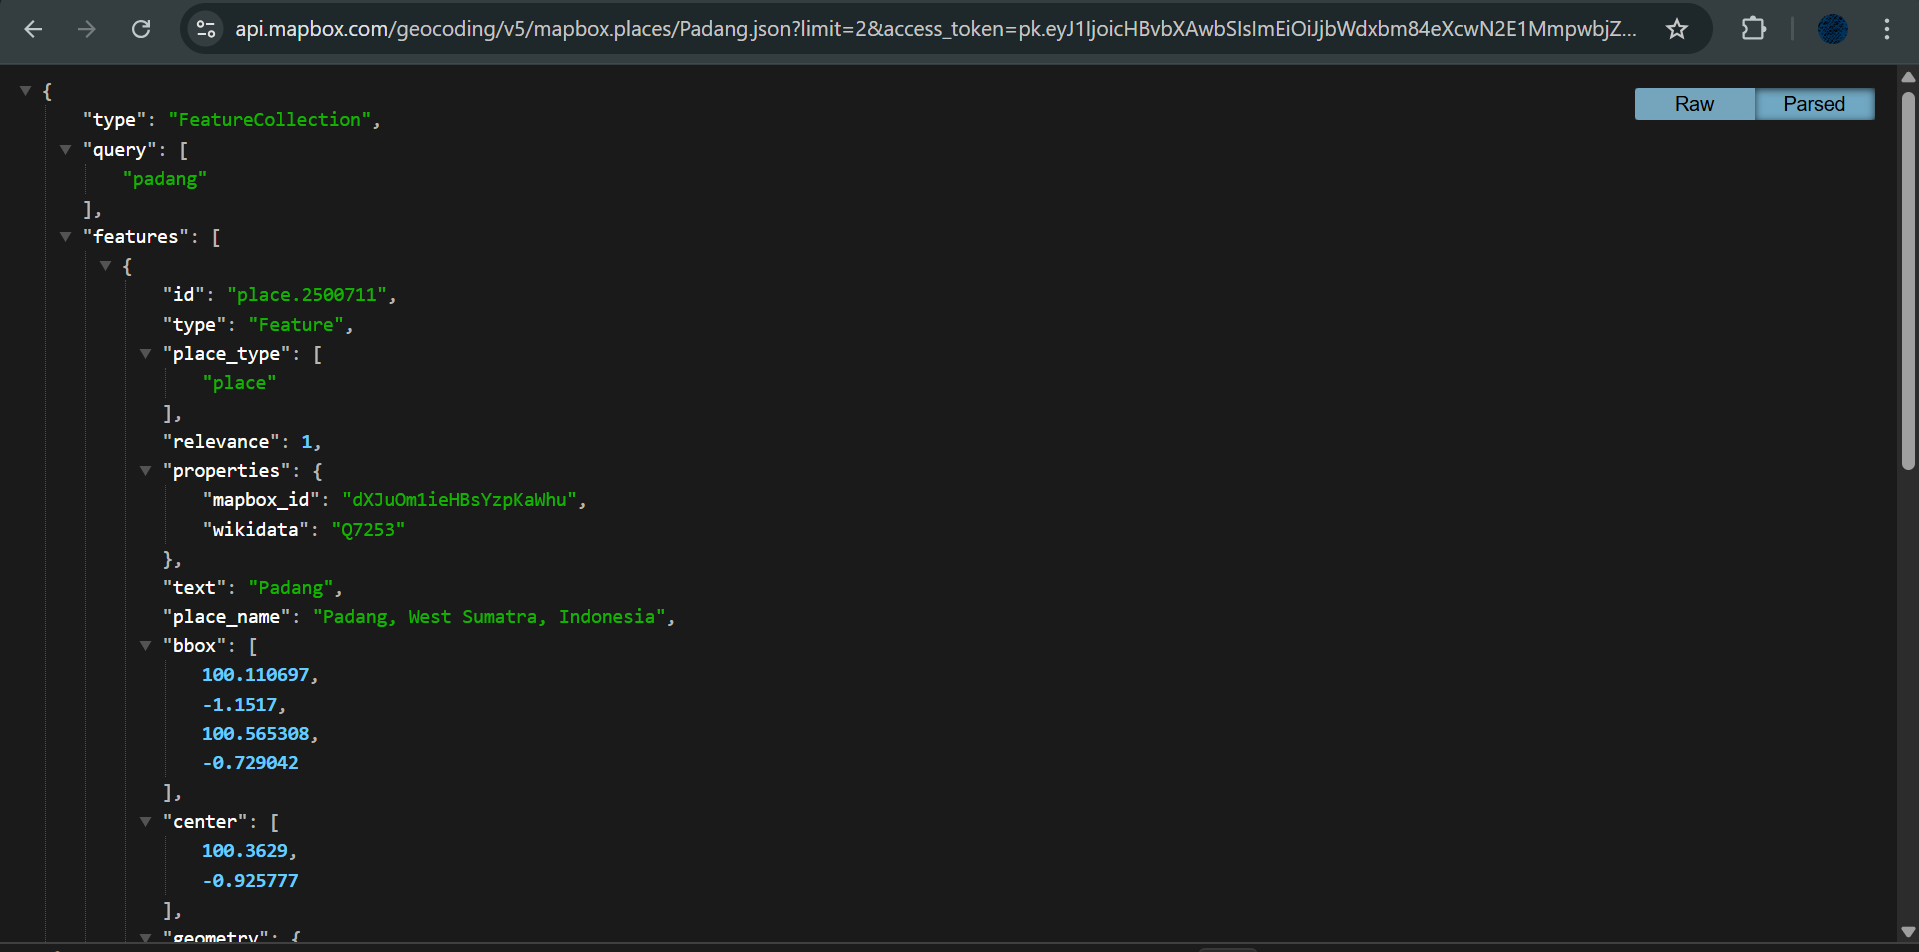 api.mapbox.com/geocoding/v5/mapbox.places/Padang.json?limit=2&access_token=pk.eyJ1IjoicHBvbXAwbSIsImEiOiJjbWdxbm84eXcwN2E1MmpwbjZ...
Raw Parsed
{
"type": "FeatureCollection",
"query": [
"padang"
],
"features": [
{
"id": "place.2500711",
"type": "Feature",
"place_type": [
"place"
],
"relevance": 1,
"properties": {
"mapbox_id": "dXJuOm1ieHBsYzpKaWhu",
"wikidata": "Q7253"
},
"text": "Padang",
"place_name": "Padang, West Sumatra, Indonesia",
"bbox": [
100.110697,
-1.1517,
100.565308,
-0.729042
],
"center": [
100.3629,
-0.925777
],
"geometry": {